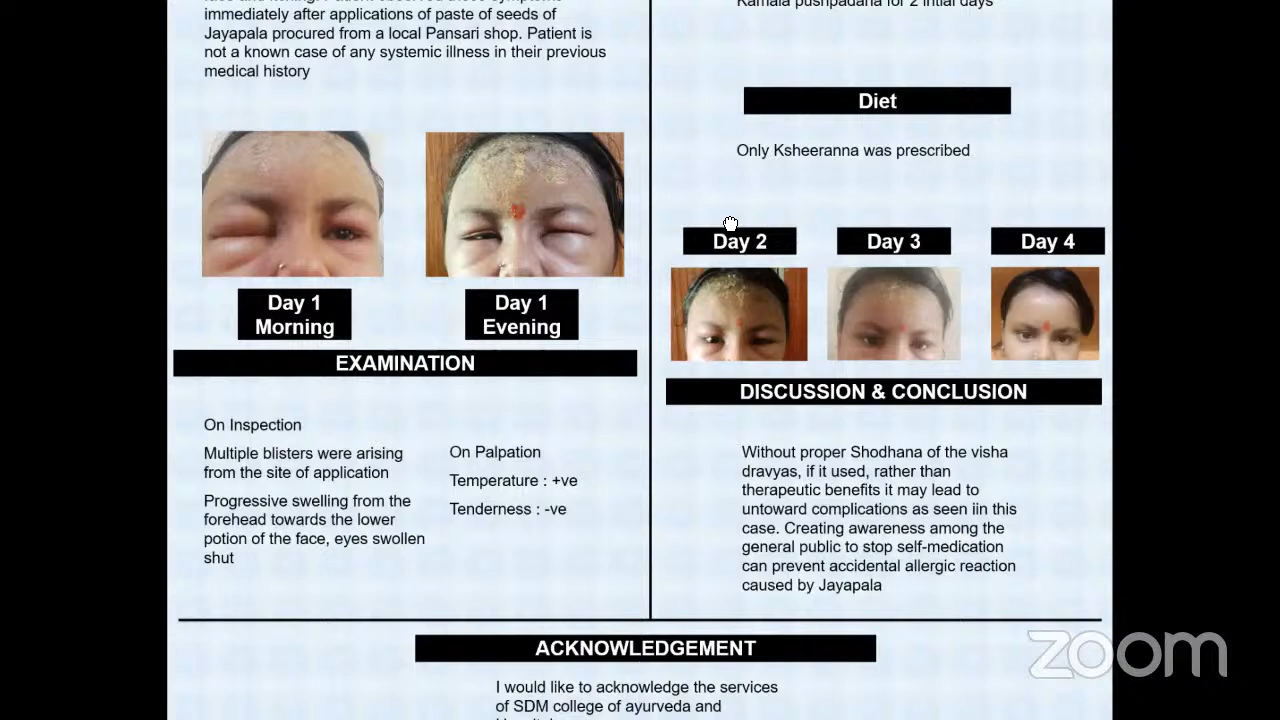 immediately after applications of paste of seeds of
Jayapala procured from a local Pansari shop. Patient is
not a known case of any systemic illness in their previous
medical history
Day 1
Morning
Day 1
Evening
EXAMINATION
On Inspection
Multiple blisters were arising
from the site of application
Progressive swelling from the
forehead towards the lower
potion of the face, eyes swollen
shut
On Palpation
Temperature : +ve
Tenderness : -ve
Kamala pushpadana for 2 intial days
Diet
Only Ksheeranna was prescribed
Day 2
Day 3
Day 4
DISCUSSION & CONCLUSION
Without proper Shodhana of the visha
dravyas, if it used, rather than
therapeutic benefits it may lead to
untoward complications as seen iin this
case. Creating awareness among the
general public to stop self-medication
can prevent accidental allergic reaction
caused by Jayapala
ACKNOWLEDGEMENT
I would like to acknowledge the services
of SDM college of ayurveda and
zoom